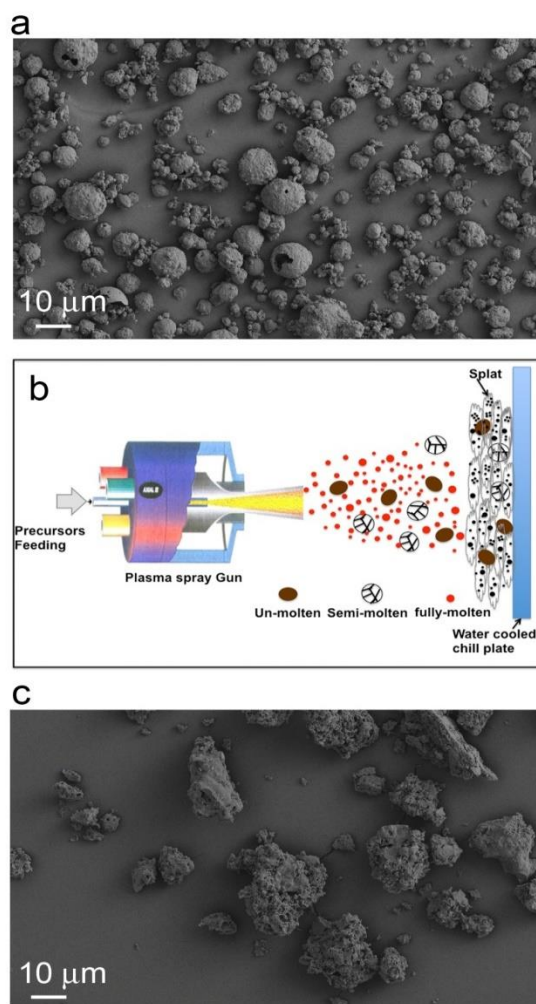 a
10 μm
b
Splat
Precursors
Feeding
Plasma spray Gun
Un-molten
Semi-molten
fully-molten
Water cooled
chill plate
c
10 μm